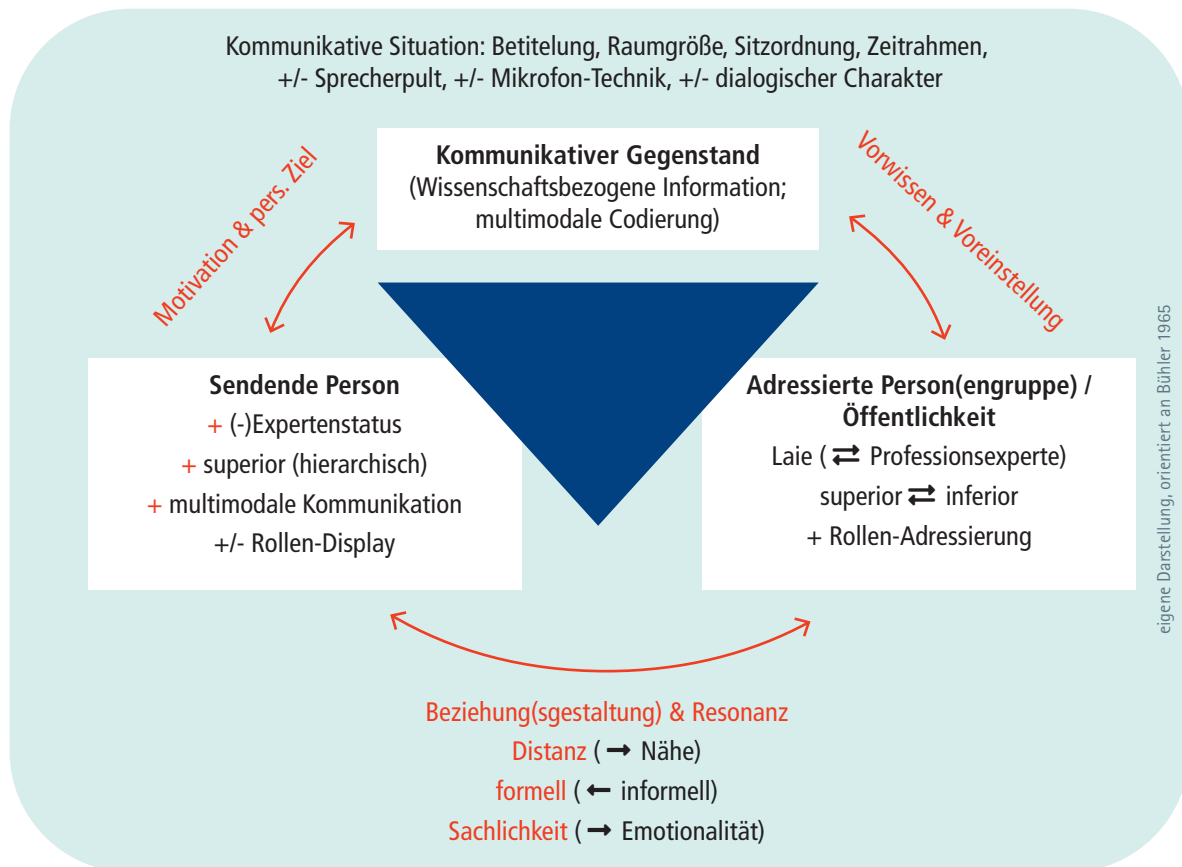 Kommunikative Situation: Betitelung, Raumgröße, Sitzordnung, Zeitrahmen,
+/- Sprecherpult, +/- Mikrofon-Technik, +/- dialogischer Charakter
Motivation & pers. Ziel
Kommunikativer Gegenstand
(Wissenschaftsbezogene Information;
multimodale Codierung)
Vorwissen & Voreinstellung
Sendende Person
+ (-)Expertenstatus
+ superior (hierarchisch)
+ multimodale Kommunikation
+/- Rollen-Display
Adressierte Person(engruppe) /
Öffentlichkeit
Laie ( ⇄ Professionsexperte)
superior ⇄ inferior
+ Rollen-Adressierung
Beziehung(sgestaltung) & Resonanz
Distanz ( → Nähe)
formell ( ← informell)
Sachlichkeit ( → Emotionalität)
eigene Darstellung, orientiert an Bühler 1965